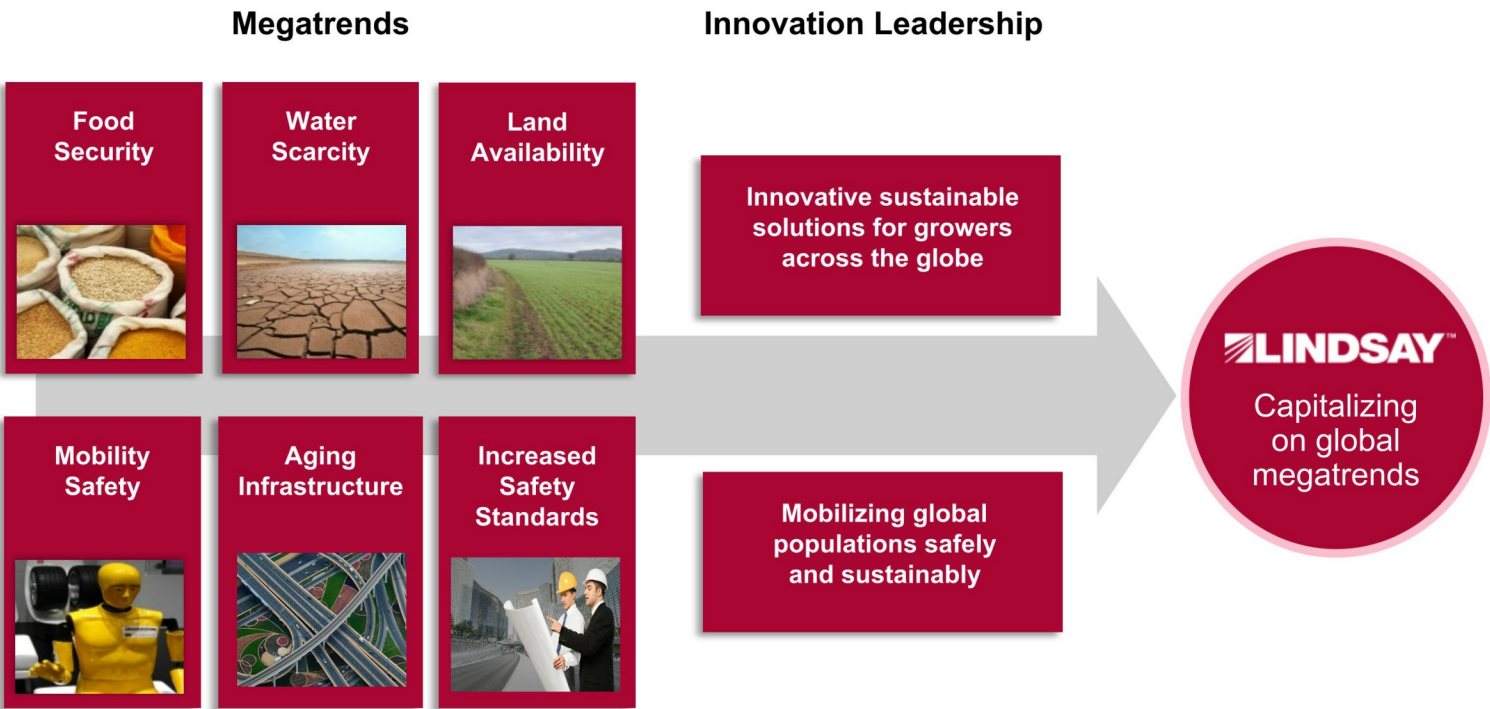 Megatrends
Innovation Leadership
Food
Security
Water
Scarcity
Land
Availability
Innovative sustainable
solutions for growers
across the globe
LINDSAY™
Capitalizing
on global
megatrends
Mobility
Safety
Aging
Infrastructure
Increased
Safety
Standards
Mobilizing global
populations safely
and sustainably